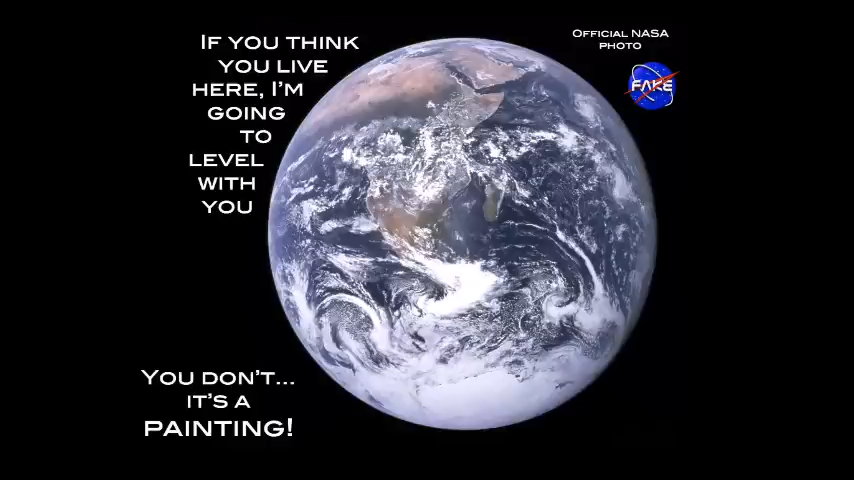 If you think
you live
here, I'm
going
to
level
with
you
Official NASA
photo
FAKE
You don't...
it's a
painting!